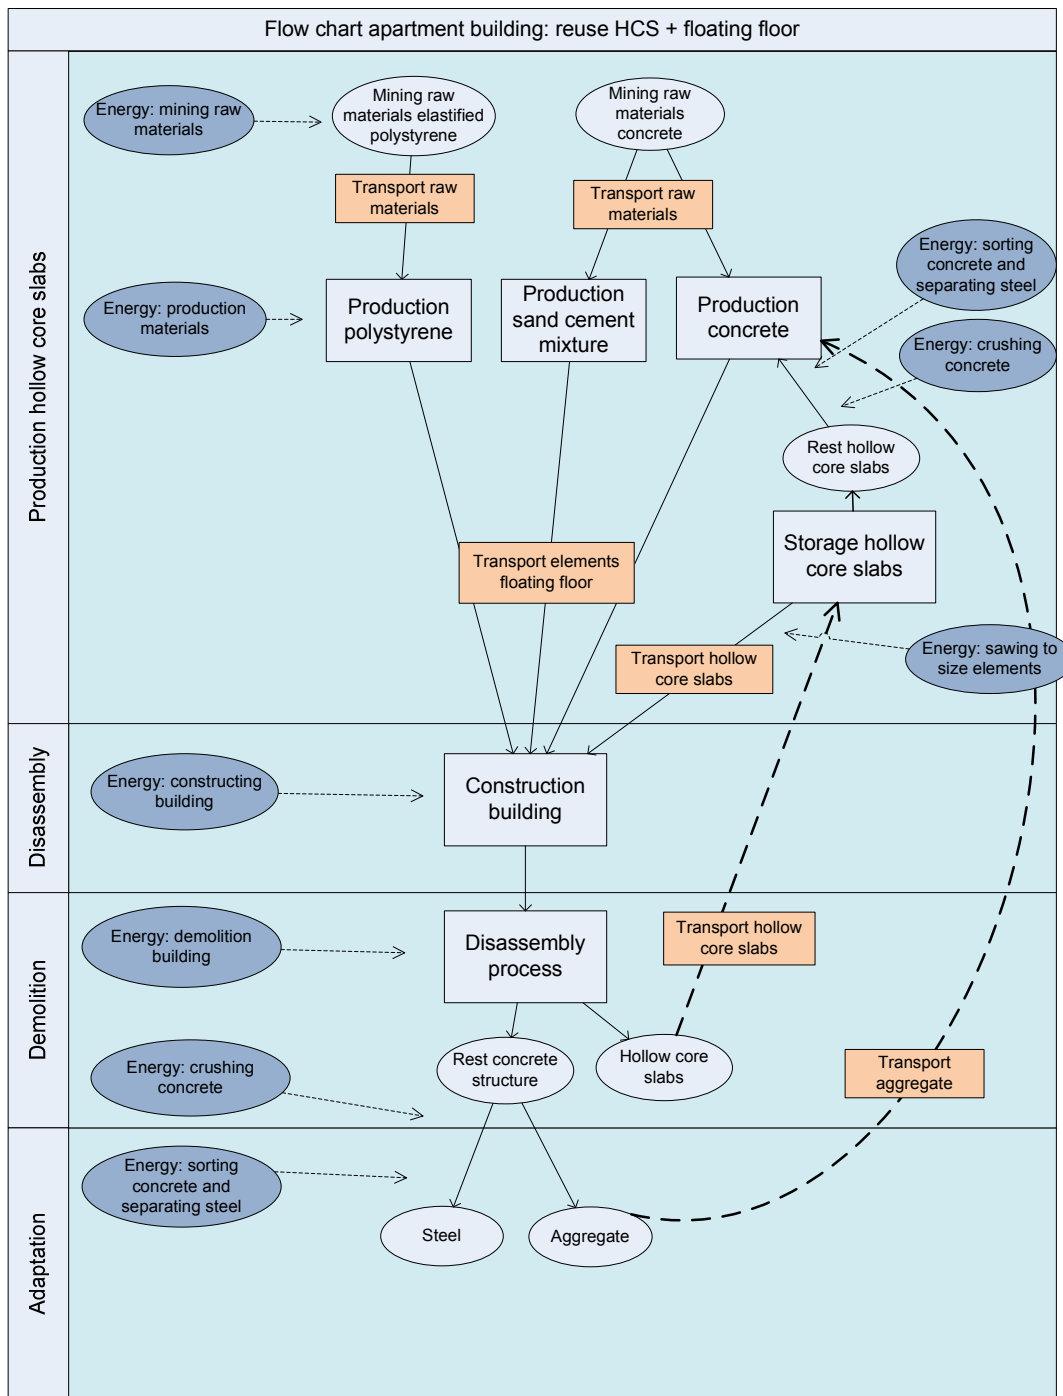 Flow chart apartment building: reuse HCS + floating floor
Production hollow core slabs
Energy: mining raw
materials
Mining raw
materials elastified
polystyrene
Mining raw
materials
concrete
Transport raw
materials
Transport raw
materials
Energy: sorting
concrete and
separating steel
Energy: production
materials
Production
polystyrene
Production
sand cement
mixture
Production
concrete
Energy: crushing
concrete
Rest hollow
core slabs
Storage hollow
core slabs
Transport elements
floating floor
Transport hollow
core slabs
Energy: sawing to
size elements
Disassembly
Energy: constructing
building
Construction
building
Demolition
Energy: demolition
building
Disassembly
process
Transport hollow
core slabs
Energy: crushing
concrete
Rest concrete
structure
Hollow core
slabs
Transport
aggregate
Adaptation
Energy: sorting
concrete and
separating steel
Steel
Aggregate